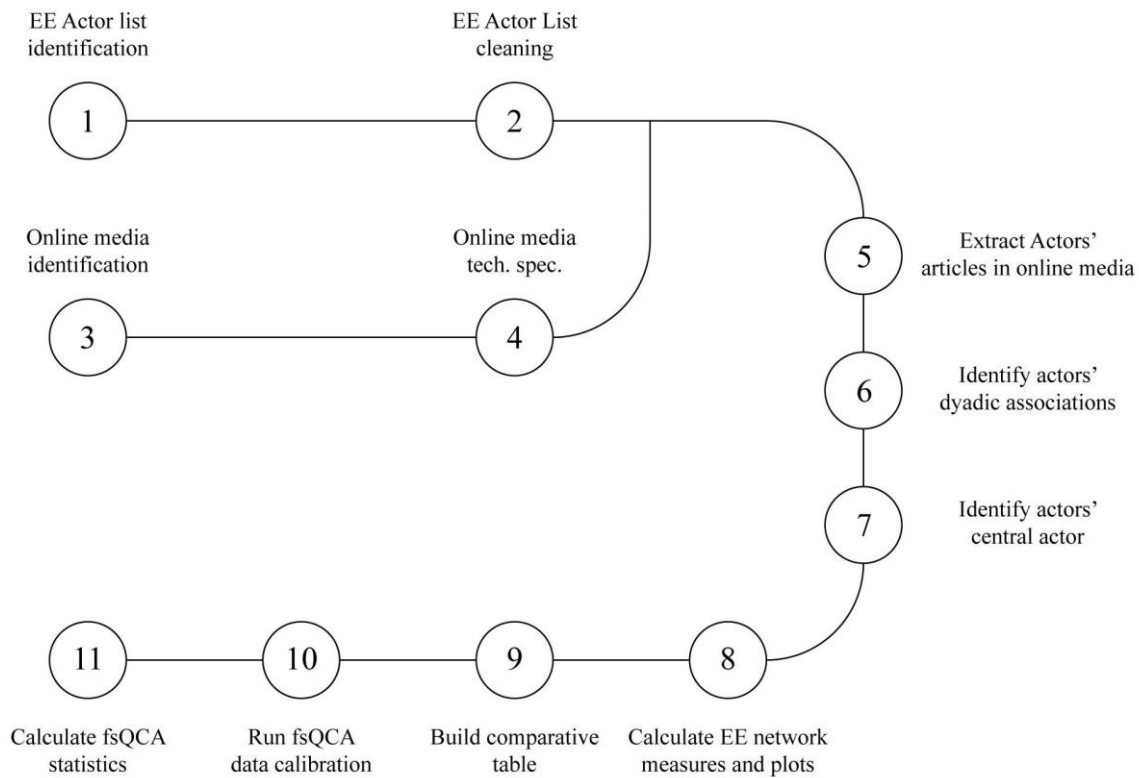 EE Actor list
identification
EE Actor List
cleaning
1
2
Online media
identification
Online media
tech. spec.
3
4
5
Extract Actors’
articles in online media
6
Identify actors’
dyadic associations
7
Identify actors’
central actor
11
10
9
8
Calculate fsQCA
statistics
Run fsQCA
data calibration
Build comparative
table
Calculate EE network
measures and plots